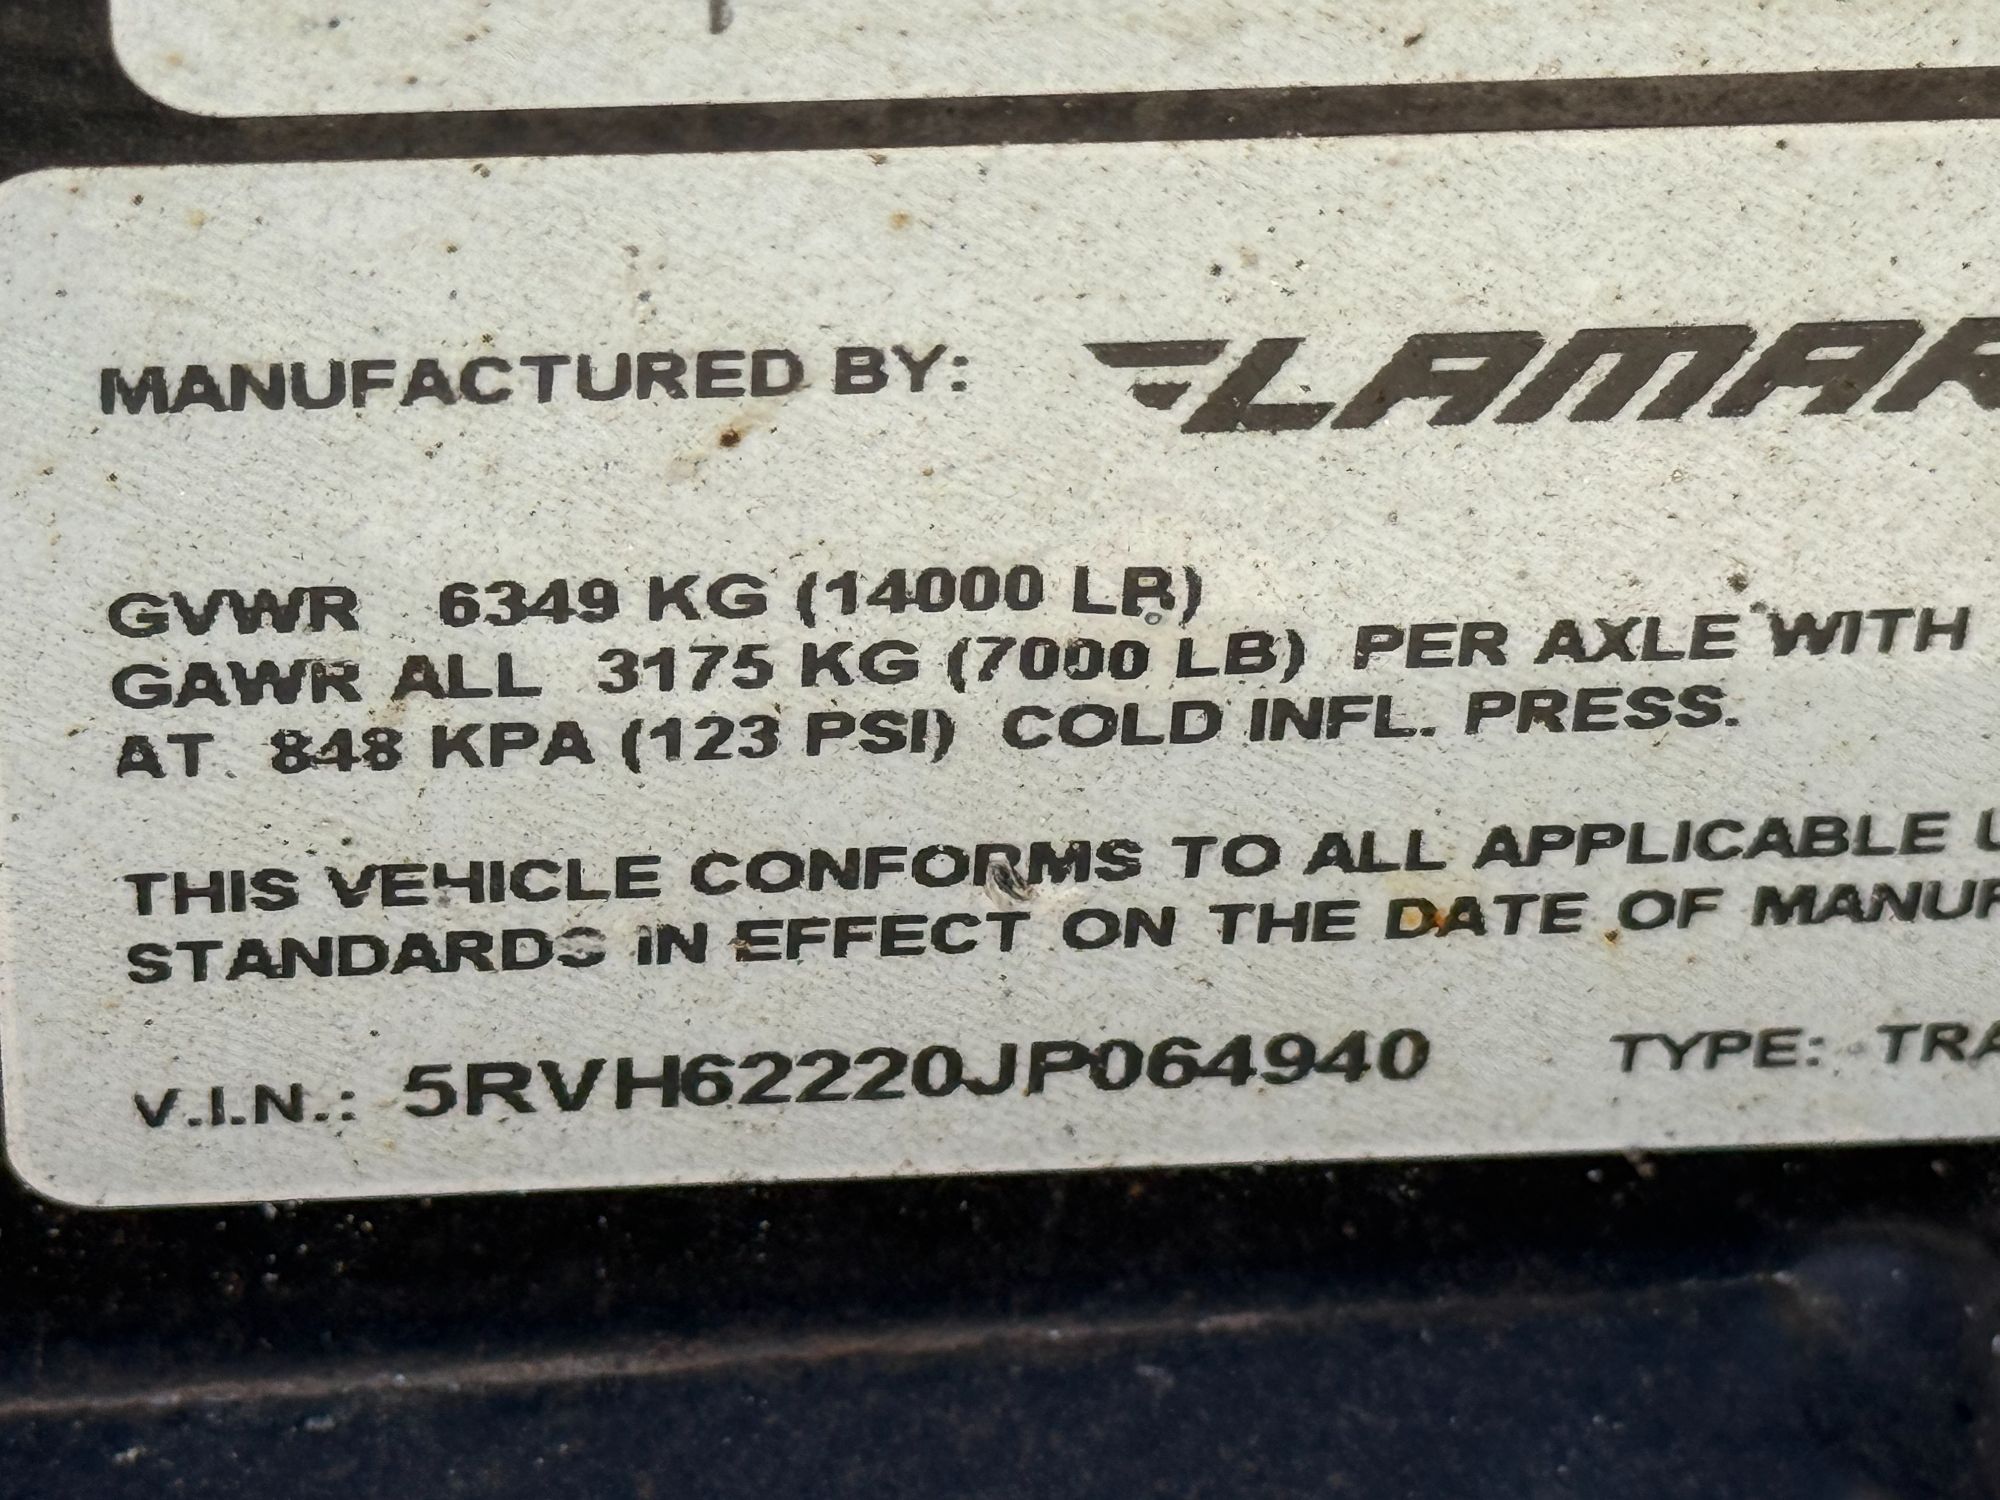 MANUFACTURED BY: LAMAR
GVWR 6349 KG (14000 LB)
GAWR ALL 3175 KG (7000 LB) PER AXLE WITH
AT 848 KPA (123 PSI) COLD INFL. PRESS.
THIS VEHICLE CONFORMS TO ALL APPLICABLE U
STANDARDS IN EFFECT ON THE DATE OF MANUF
V.I.N.: 5RVH62220JP064940 TYPE: TRA